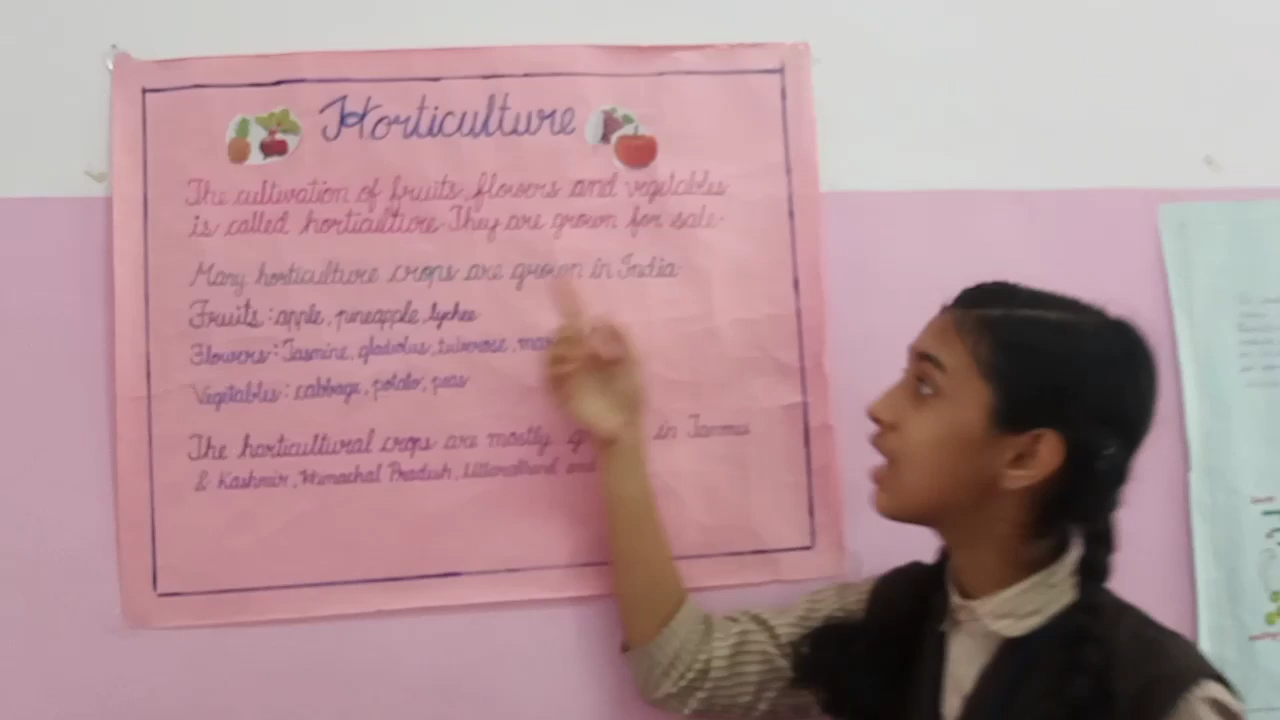 Horticulture
The cultivation of fruits, flowers and vegetables
is called horticulture. They are grown for sale.
Many horticulture crops are grown in India
Fruits : apple, pineapple, lychee
Flowers : Jasmine, gladiolus, tuberose,
Vegetables : cabbage, potato, peas
The horticultural crops are mostly in Jammu
& Kashmir, Himachal Pradesh, Uttarakhand and